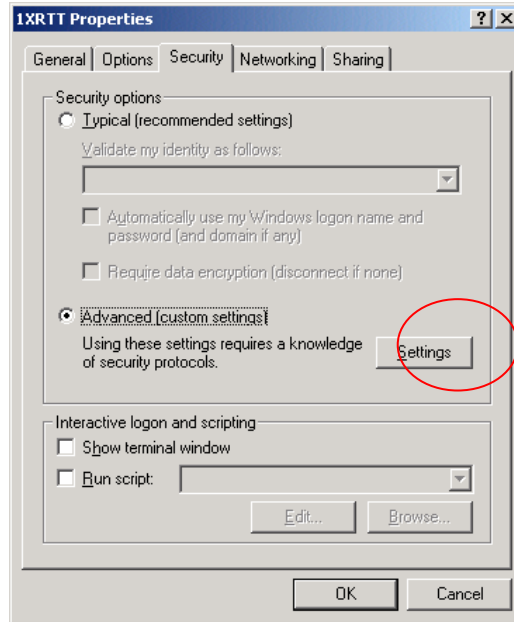 1XRTT Properties
General Options Security Networking Sharing
Security options
Typical (recommended settings)
Validate my identity as follows:
Automatically use my Windows logon name and
password (and domain if any)
Require data encryption (disconnect if none)
Advanced (custom settings)
Using these settings requires a knowledge
of security protocols.
Settings
Interactive logon and scripting
Show terminal window
Run script:
Edit... Browse...
OK Cancel